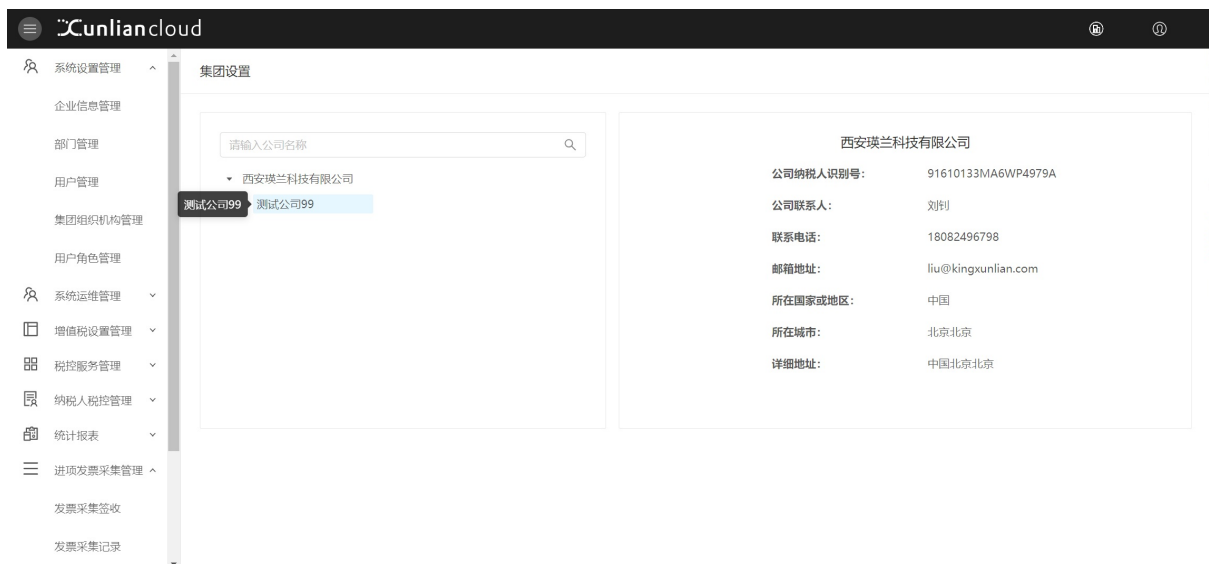 Xunliancloud
系统设置管理
企业信息管理
部门管理
用户管理
集团组织机构管理
用户角色管理
系统运维管理
增值税设置管理
税控服务管理
纳税人税控管理
统计报表
进项发票采集管理
发票采集签收
发票采集记录
集团设置
请输入公司名称
西安瑛兰科技有限公司
测试公司99
测试公司99
西安瑛兰科技有限公司
公司纳税人识别号: 91610133MA6WP4979A
公司联系人: 刘钊
联系电话: 18082496798
邮箱地址: liu@kingxunlian.com
所在国家或地区: 中国
所在城市: 北京北京
详细地址: 中国北京北京